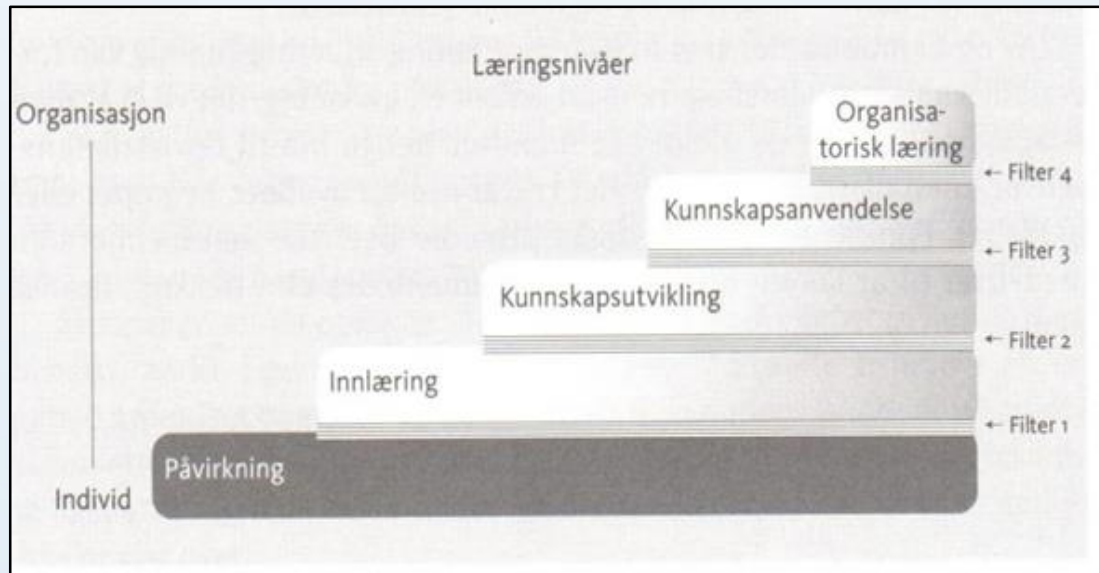 Læringsnivåer
Organisasjon
Organisa-
torisk læring
← Filter 4
Kunnskapsanvendelse
← Filter 3
Kunnskapsutvikling
← Filter 2
Innlæring
← Filter 1
Påvirkning
Individ